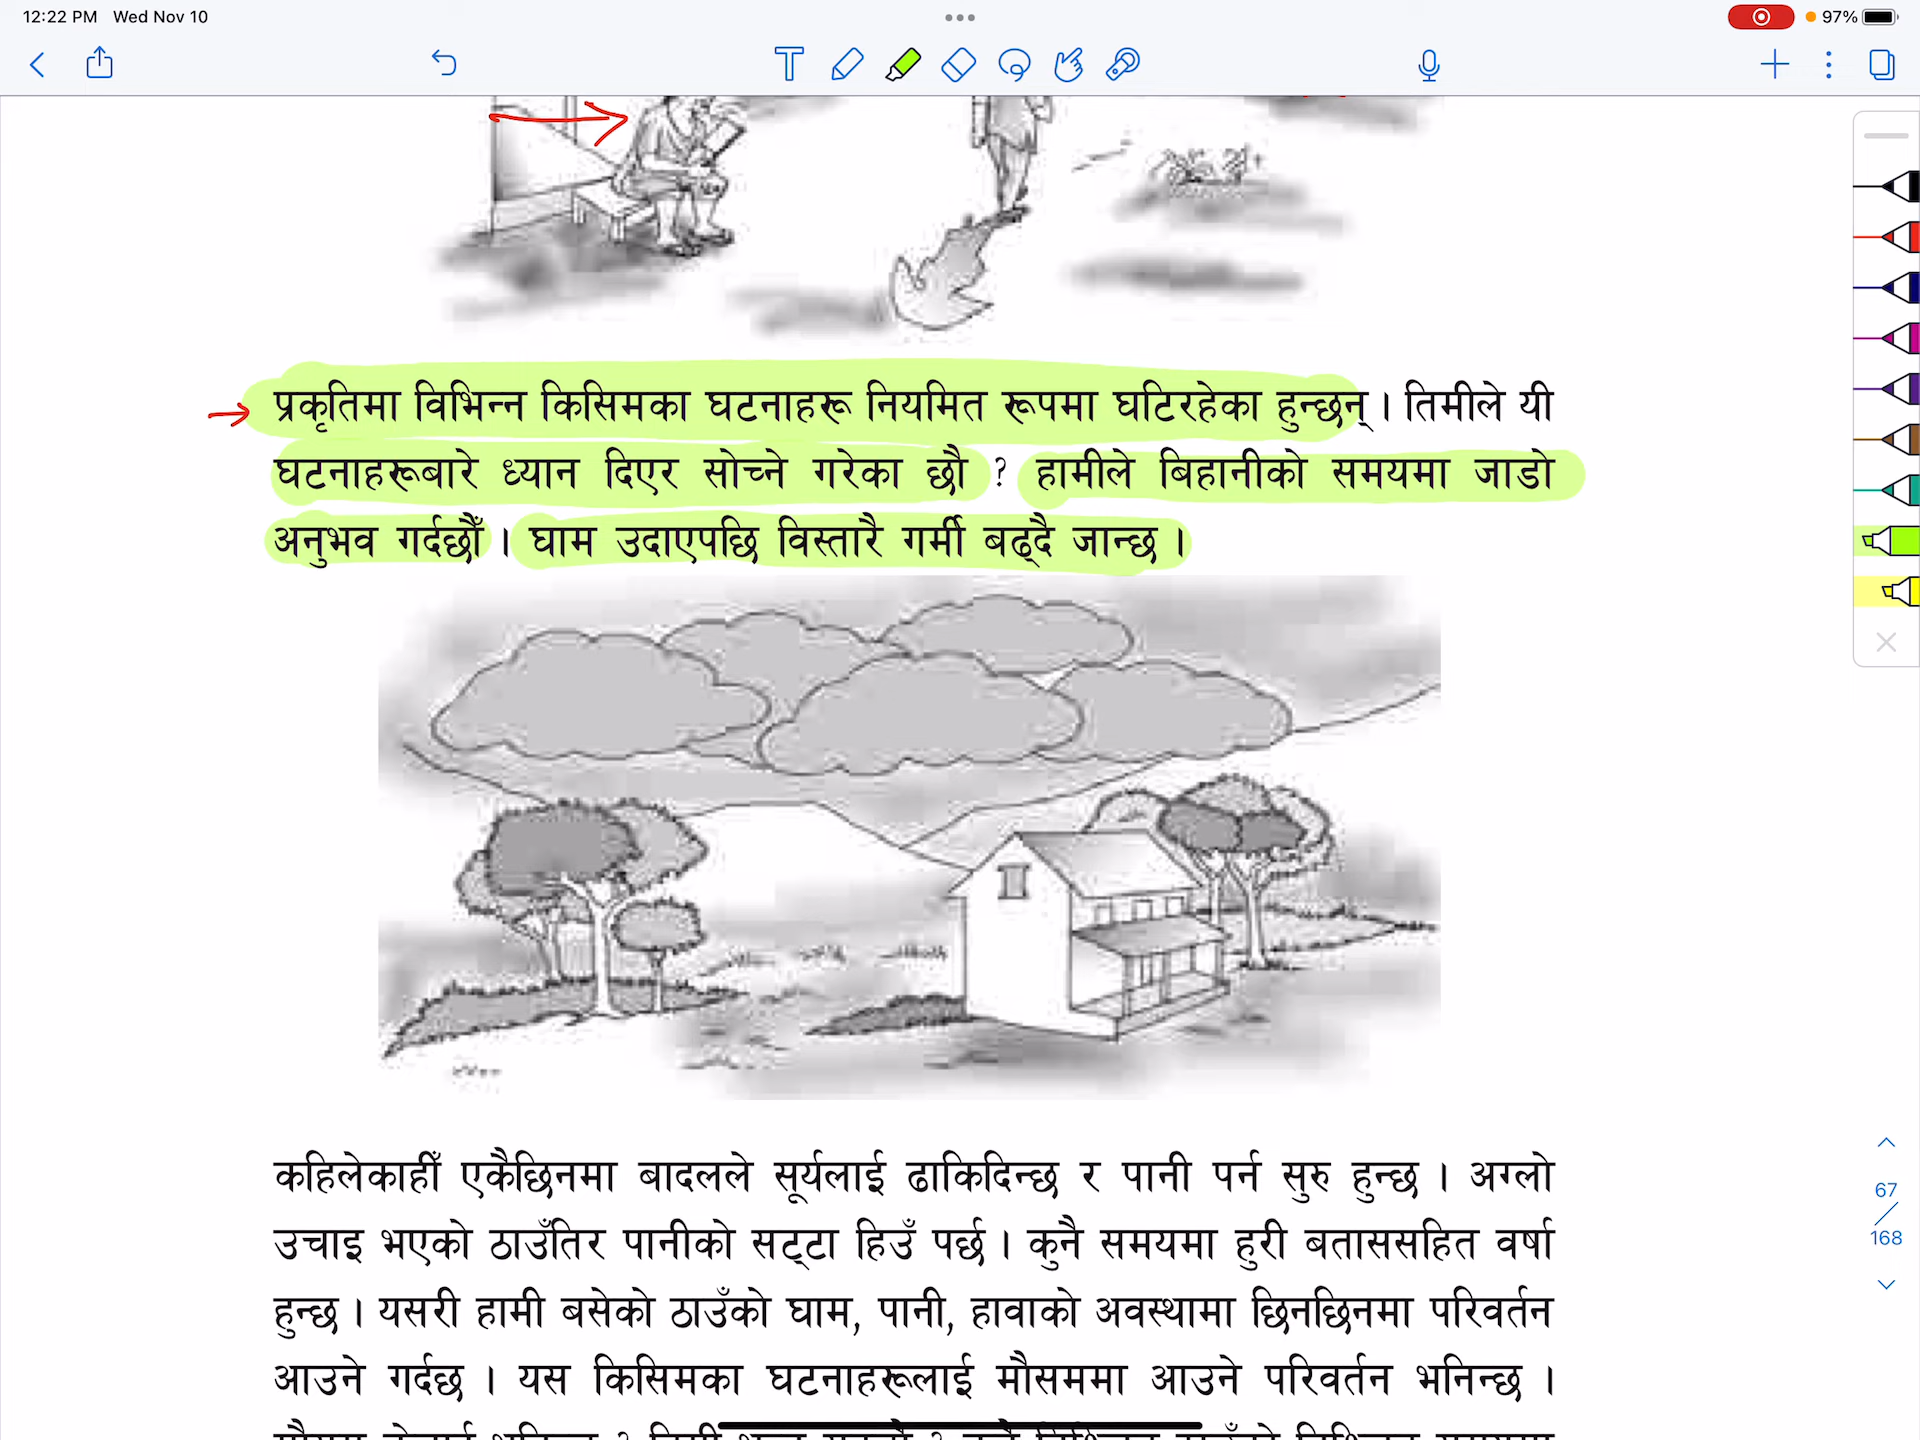 12:22 PM Wed Nov 10
97%
प्रकृतिमा विभिन्न किसिमका घटनाहरू नियमित रूपमा घटिरहेका हुन्छन् । तिमीले यी
घटनाहरूबारे ध्यान दिएर सोच्ने गरेका छौ ? हामीले बिहानीको समयमा जाडो
अनुभव गर्दछौँ । घाम उदाएपछि विस्तारै गर्मी बढ्दै जान्छ ।
कहिलेकाहीँ एकैछिनमा बादलले सूर्यलाई ढाकिदिन्छ र पानी पर्न सुरु हुन्छ । अग्लो
उचाइ भएको ठाउँतिर पानीको सट्टा हिउँ पर्छ । कुनै समयमा हुरी बताससहित वर्षा
हुन्छ । यसरी हामी बसेको ठाउँको घाम, पानी, हावाको अवस्थामा छिनछिनमा परिवर्तन
आउने गर्दछ । यस किसिमका घटनाहरूलाई मौसममा आउने परिवर्तन भनिन्छ ।
67
168